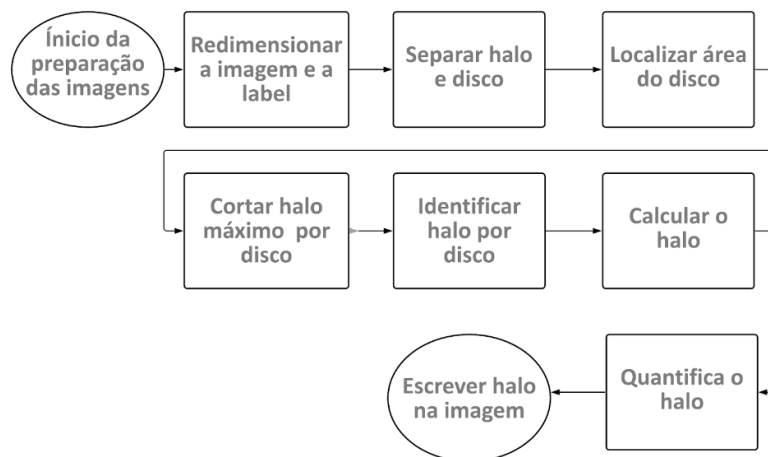 Ínicio da
preparação
das imagens
Redimensionar
a imagem e a
label
Separar halo
e disco
Localizar área
do disco
Cortar halo
máximo por
disco
Identificar
halo por
disco
Calcular o
halo
Escrever halo
na imagem
Quantifica o
halo